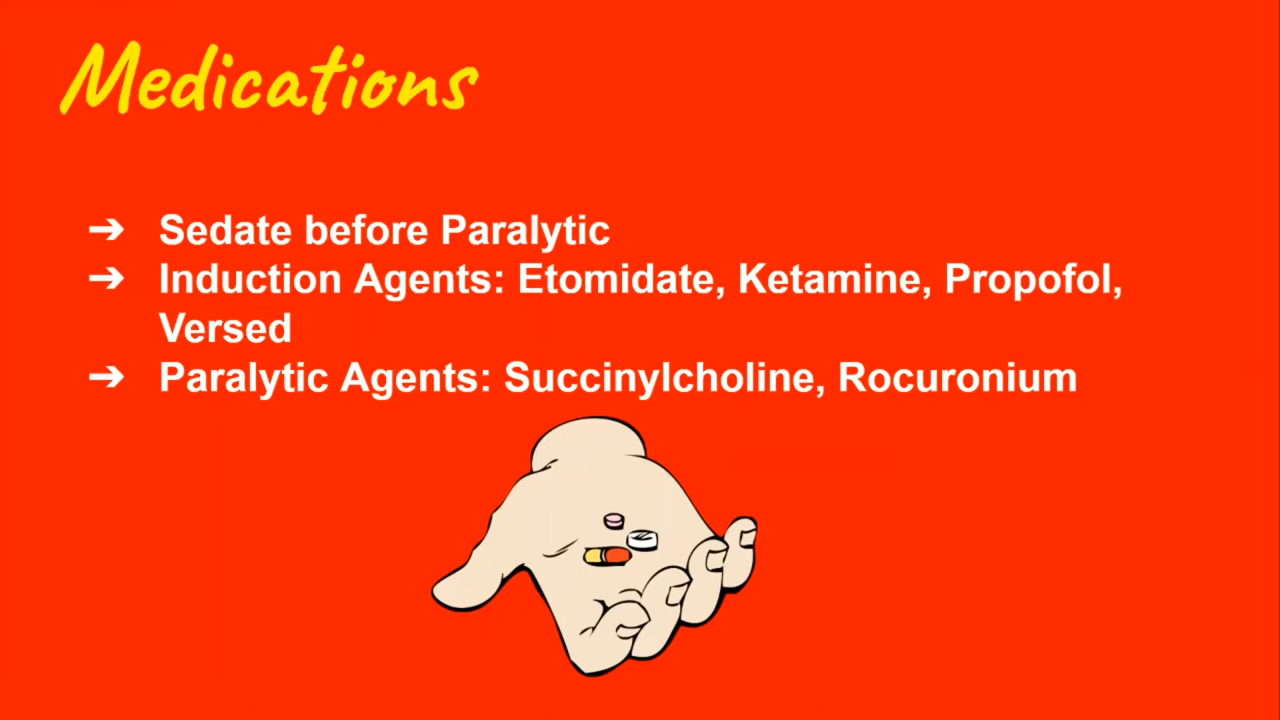 Medications
➔ Sedate before Paralytic
➔ Induction Agents: Etomidate, Ketamine, Propofol,
Versed
➔ Paralytic Agents: Succinylcholine, Rocuronium